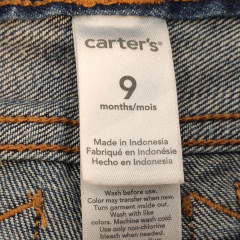 carter's®
9
months/mois
Made in Indonesia
Fabriqué en Indonésie
Hecho en Indonesia
Wash before use.
Color may transfer when new.
Turn garment inside out.
Wash with like
colors. Machine wash cold.
Use only non-chlorine
bleach when needed.